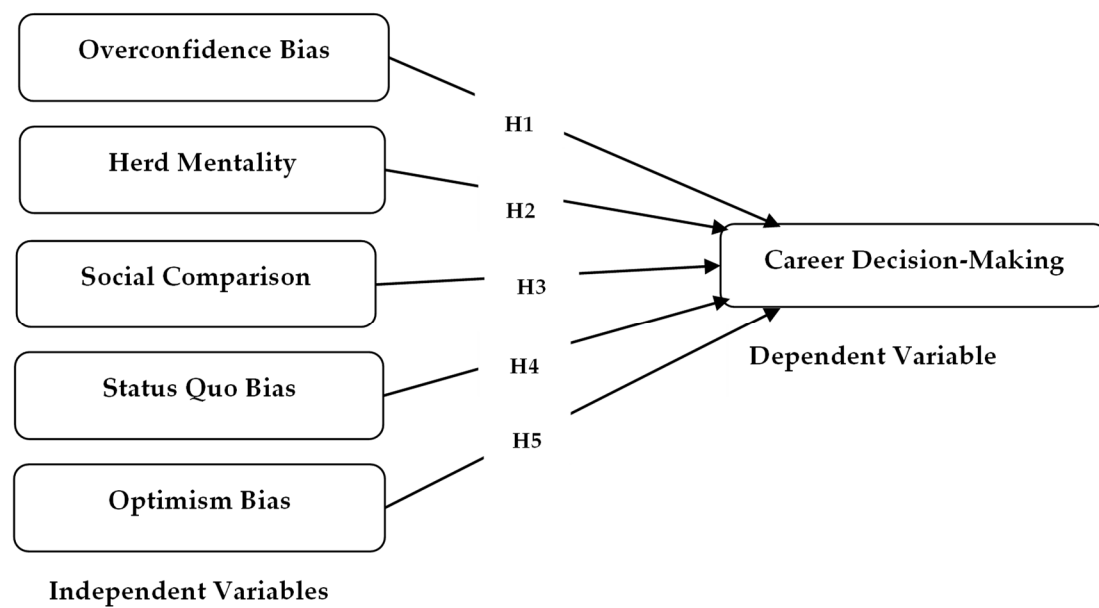 Overconfidence Bias
H1
Herd Mentality
H2
Social Comparison
H3
Career Decision-Making
Status Quo Bias
H4
Dependent Variable
Optimism Bias
H5
Independent Variables